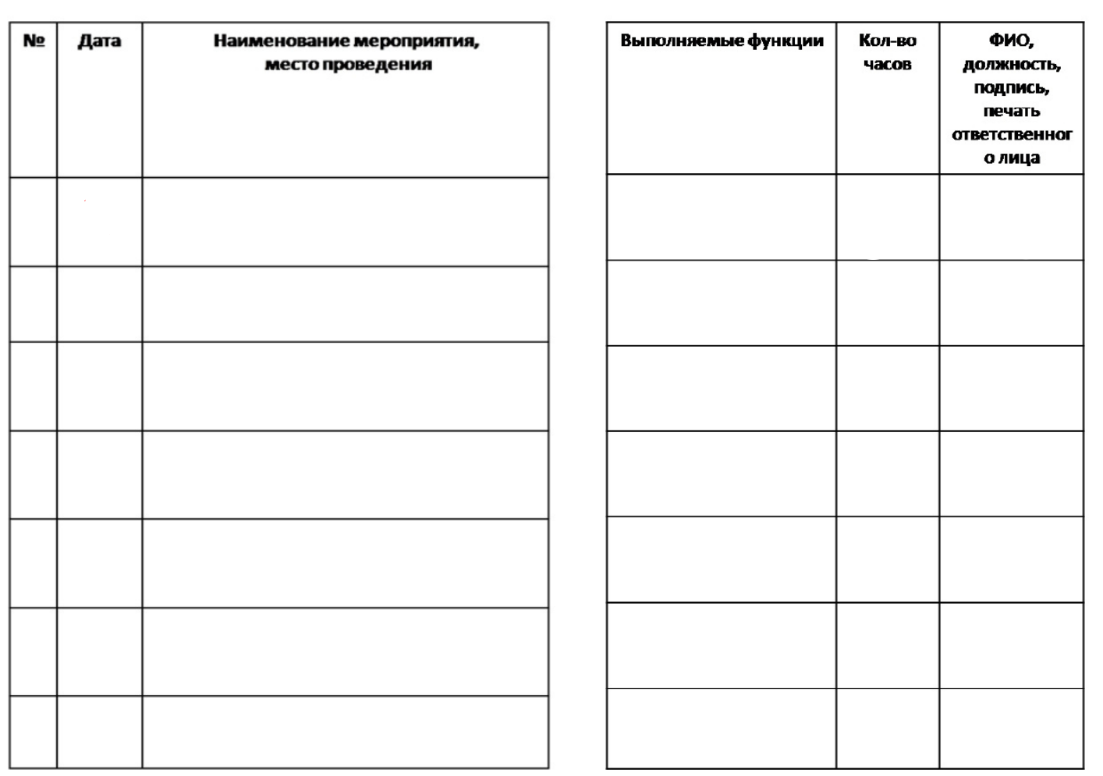 №
Дата
Наименование мероприятия,
место проведения
Выполняемые функции
Кол-во
часов
ФИО,
должность,
подпись,
печать
ответственног
о лица